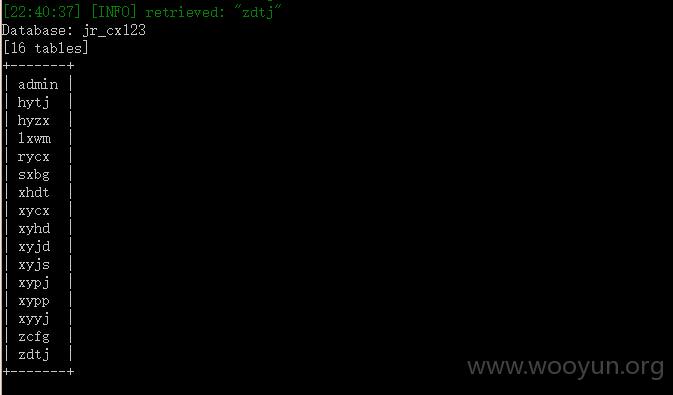 [22:40:37] [INFO] retrieved: "zdtj"
Database: jr_cx123
[16 tables]
+-------+
| admin |
| hytj  |
| hyzx  |
| lxwm  |
| rycx  |
| sxbg  |
| xhdt  |
| xycx  |
| xyhd  |
| xyjd  |
| xyjs  |
| xypj  |
| xypp  |
| xyyj  |
| zcfg  |
| zdtj  |
+-------+
www.wooyun.org